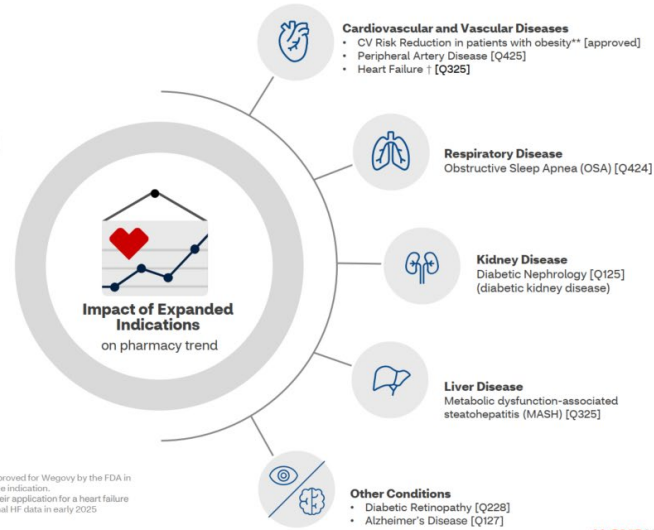 Cardiovascular and Vascular Diseases
• CV Risk Reduction in patients with obesity** [approved]
• Peripheral Artery Disease [Q425]
• Heart Failure † [Q325]
Respiratory Disease
Obstructive Sleep Apnea (OSA) [Q424]
Impact of Expanded
Indications
on pharmacy trend
Kidney Disease
Diabetic Nephrology [Q125]
(diabetic kidney disease)
Liver Disease
Metabolic dysfunction-associated
steatohepatitis (MASH) [Q325]
Other Conditions
• Diabetic Retinopathy [Q228]
• Alzheimer's Disease [Q127]
proved for Wegovy by the FDA in
e indication.
eir application for a heart failure
al HF data in early 2025